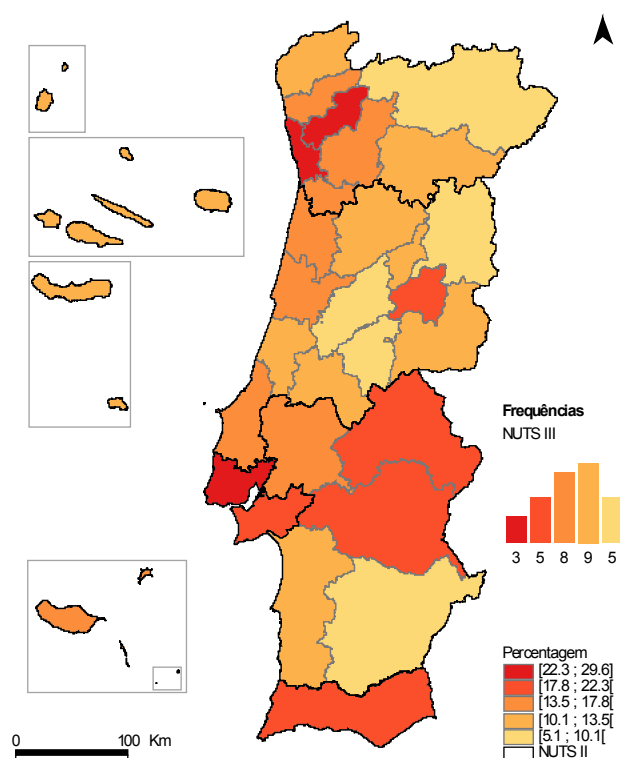 Frequências
NUTS III
3 5 8 9 5
Percentagem
[22.3 ; 29.6]
[17.8 ; 22.3[
[13.5 ; 17.8[
[10.1 ; 13.5[
[5.1 ; 10.1[
NUTS II
0 100 Km